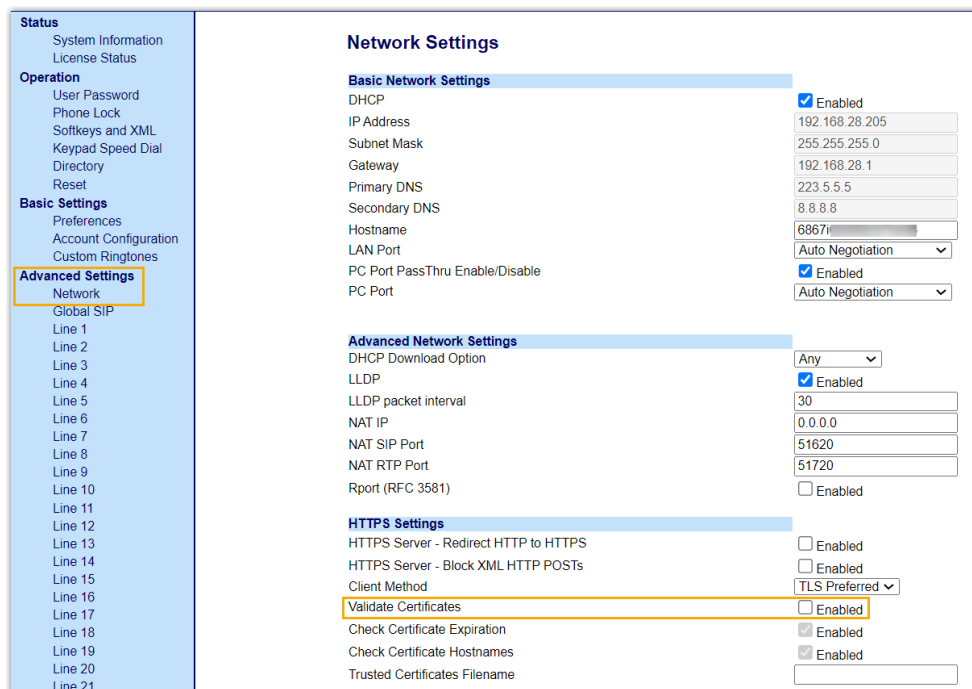 Status
System Information
License Status
Operation
User Password
Phone Lock
Softkeys and XML
Keypad Speed Dial
Directory
Reset
Basic Settings
Preferences
Account Configuration
Custom Ringtones
Advanced Settings
Network
Global SIP
Line 1
Line 2
Line 3
Line 4
Line 5
Line 6
Line 7
Line 8
Line 9
Line 10
Line 11
Line 12
Line 13
Line 14
Line 15
Line 16
Line 17
Line 18
Line 19
Line 20
Line 21
Network Settings
Basic Network Settings
DHCP Enabled
IP Address 192.168.28.205
Subnet Mask 255.255.255.0
Gateway 192.168.28.1
Primary DNS 223.5.5.5
Secondary DNS 8.8.8.8
Hostname 6867i
LAN Port Auto Negotiation
PC Port PassThru Enable/Disable Enabled
PC Port Auto Negotiation
Advanced Network Settings
DHCP Download Option Any
LLDP Enabled
LLDP packet interval 30
NAT IP 0.0.0.0
NAT SIP Port 51620
NAT RTP Port 51720
Rport (RFC 3581) Enabled
HTTPS Settings
HTTPS Server - Redirect HTTP to HTTPS Enabled
HTTPS Server - Block XML HTTP POSTs Enabled
Client Method TLS Preferred
Validate Certificates Enabled
Check Certificate Expiration Enabled
Check Certificate Hostnames Enabled
Trusted Certificates Filename